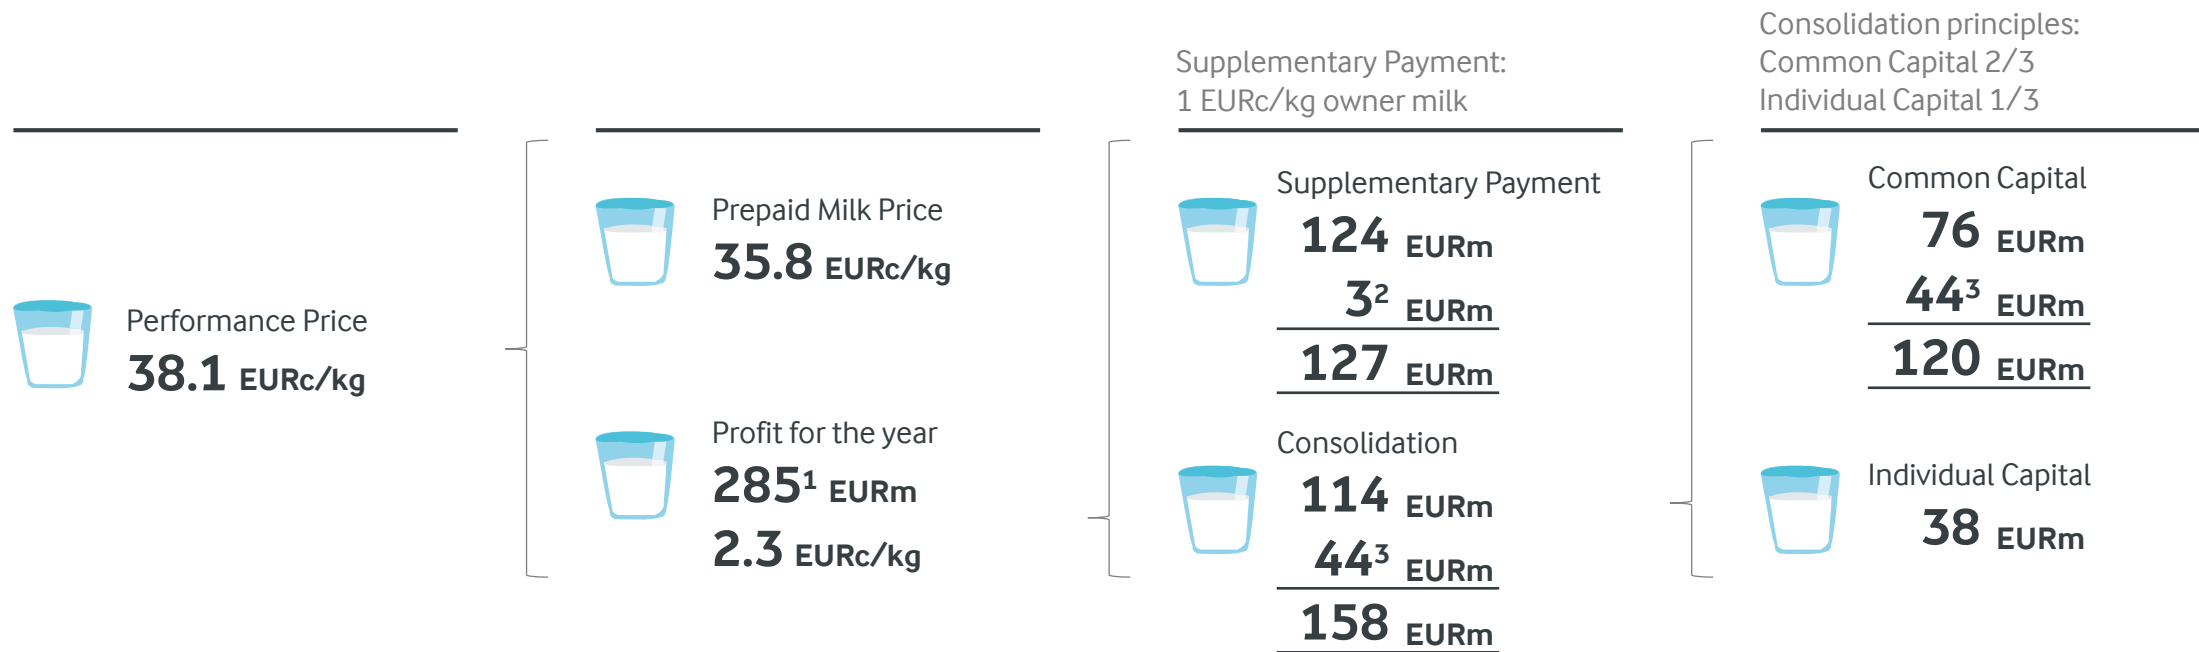 Supplementary Payment:
1 EURc/kg owner milk
Consolidation principles:
Common Capital 2/3
Individual Capital 1/3
Performance Price
38.1 EURc/kg
Prepaid Milk Price
35.8 EURc/kg
Profit for the year
285¹ EURm
2.3 EURc/kg
Supplementary Payment
124 EURm
3² EURm
127 EURm
Consolidation
114 EURm
44³ EURm
158 EURm
Common Capital
76 EURm
44³ EURm
120 EURm
Individual Capital
38 EURm